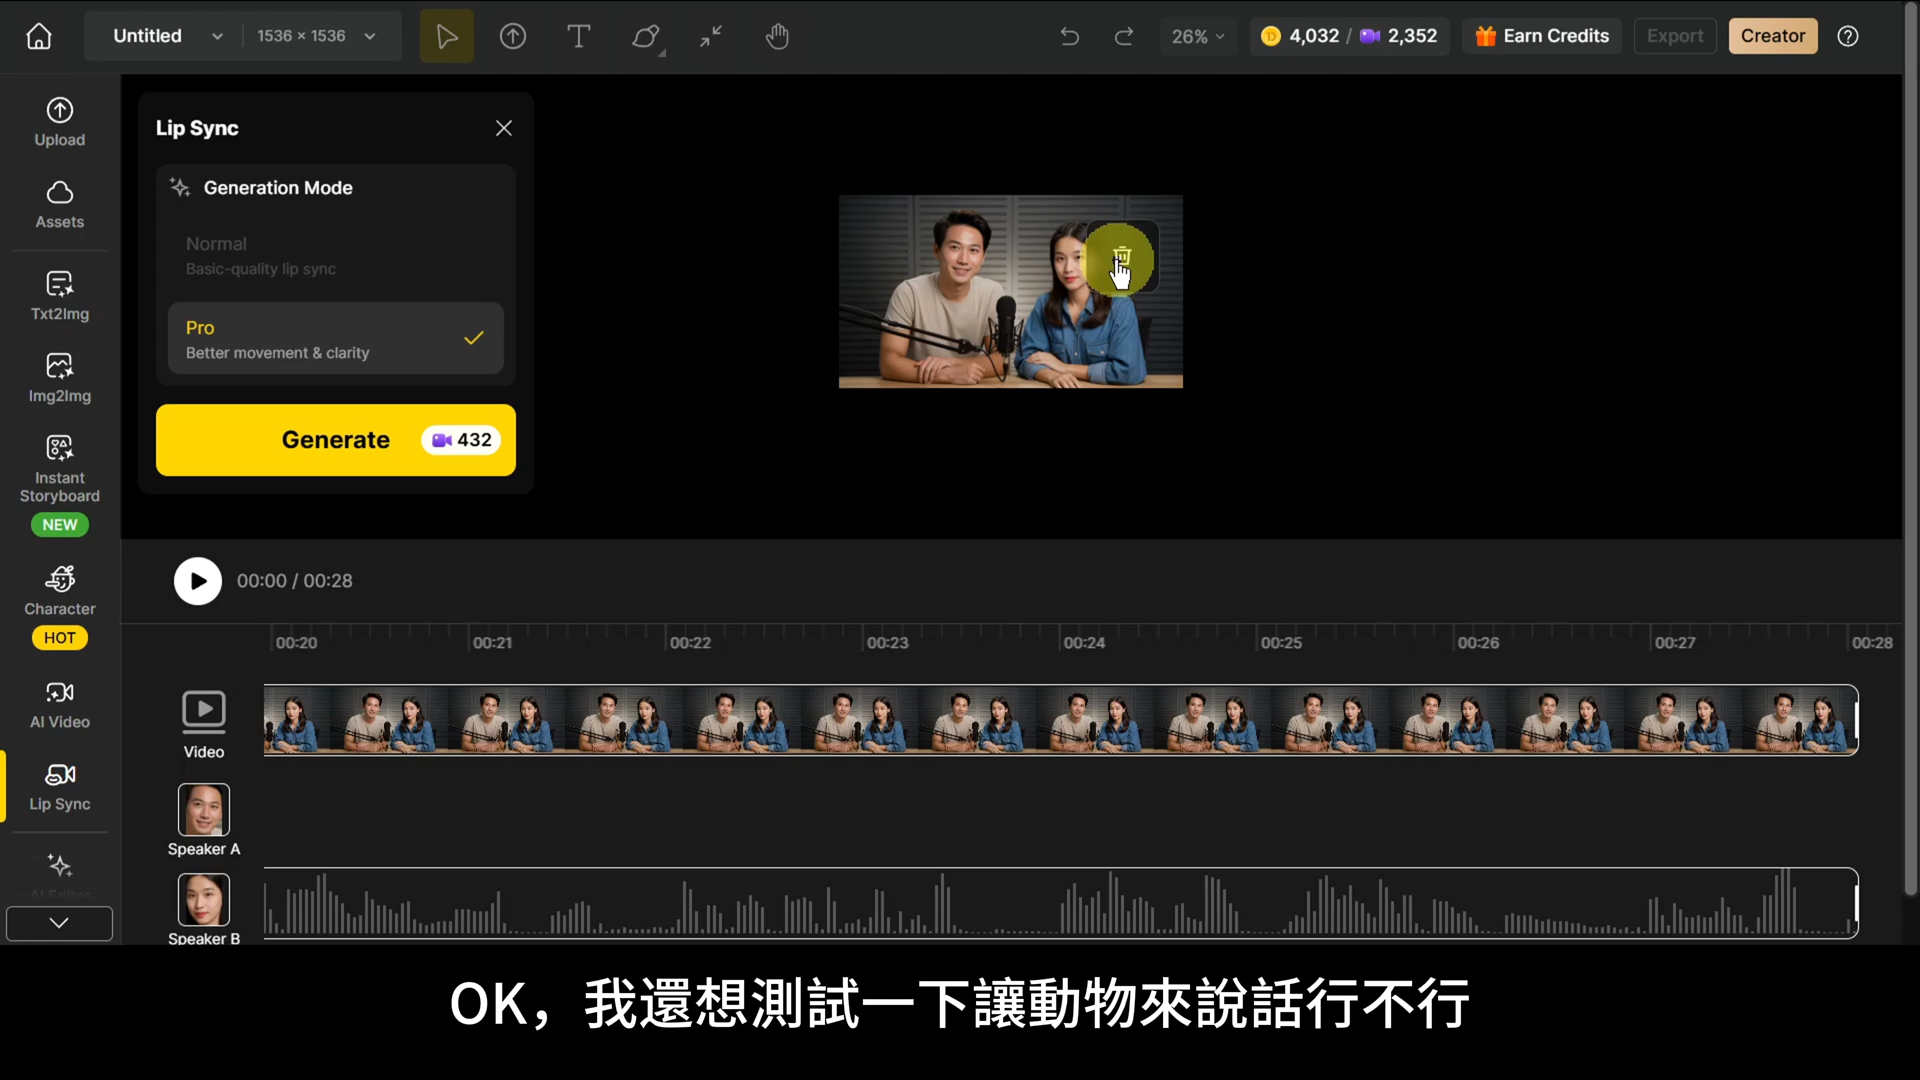 Untitled
1536 × 1536
26%
4,032 / 2,352
Earn Credits
Export
Creator
Upload
Assets
Txt2Img
Img2Img
Instant
Storyboard
NEW
Character
HOT
AI Video
Lip Sync
AI Editor
Lip Sync
Generation Mode
Normal
Basic-quality lip sync
Pro
Better movement & clarity
Generate
432
00:00 / 00:28
00:20
00:21
00:22
00:23
00:24
00:25
00:26
00:27
00:28
Video
Speaker A
Speaker B
OK，我還想測試一下讓動物來說話行不行